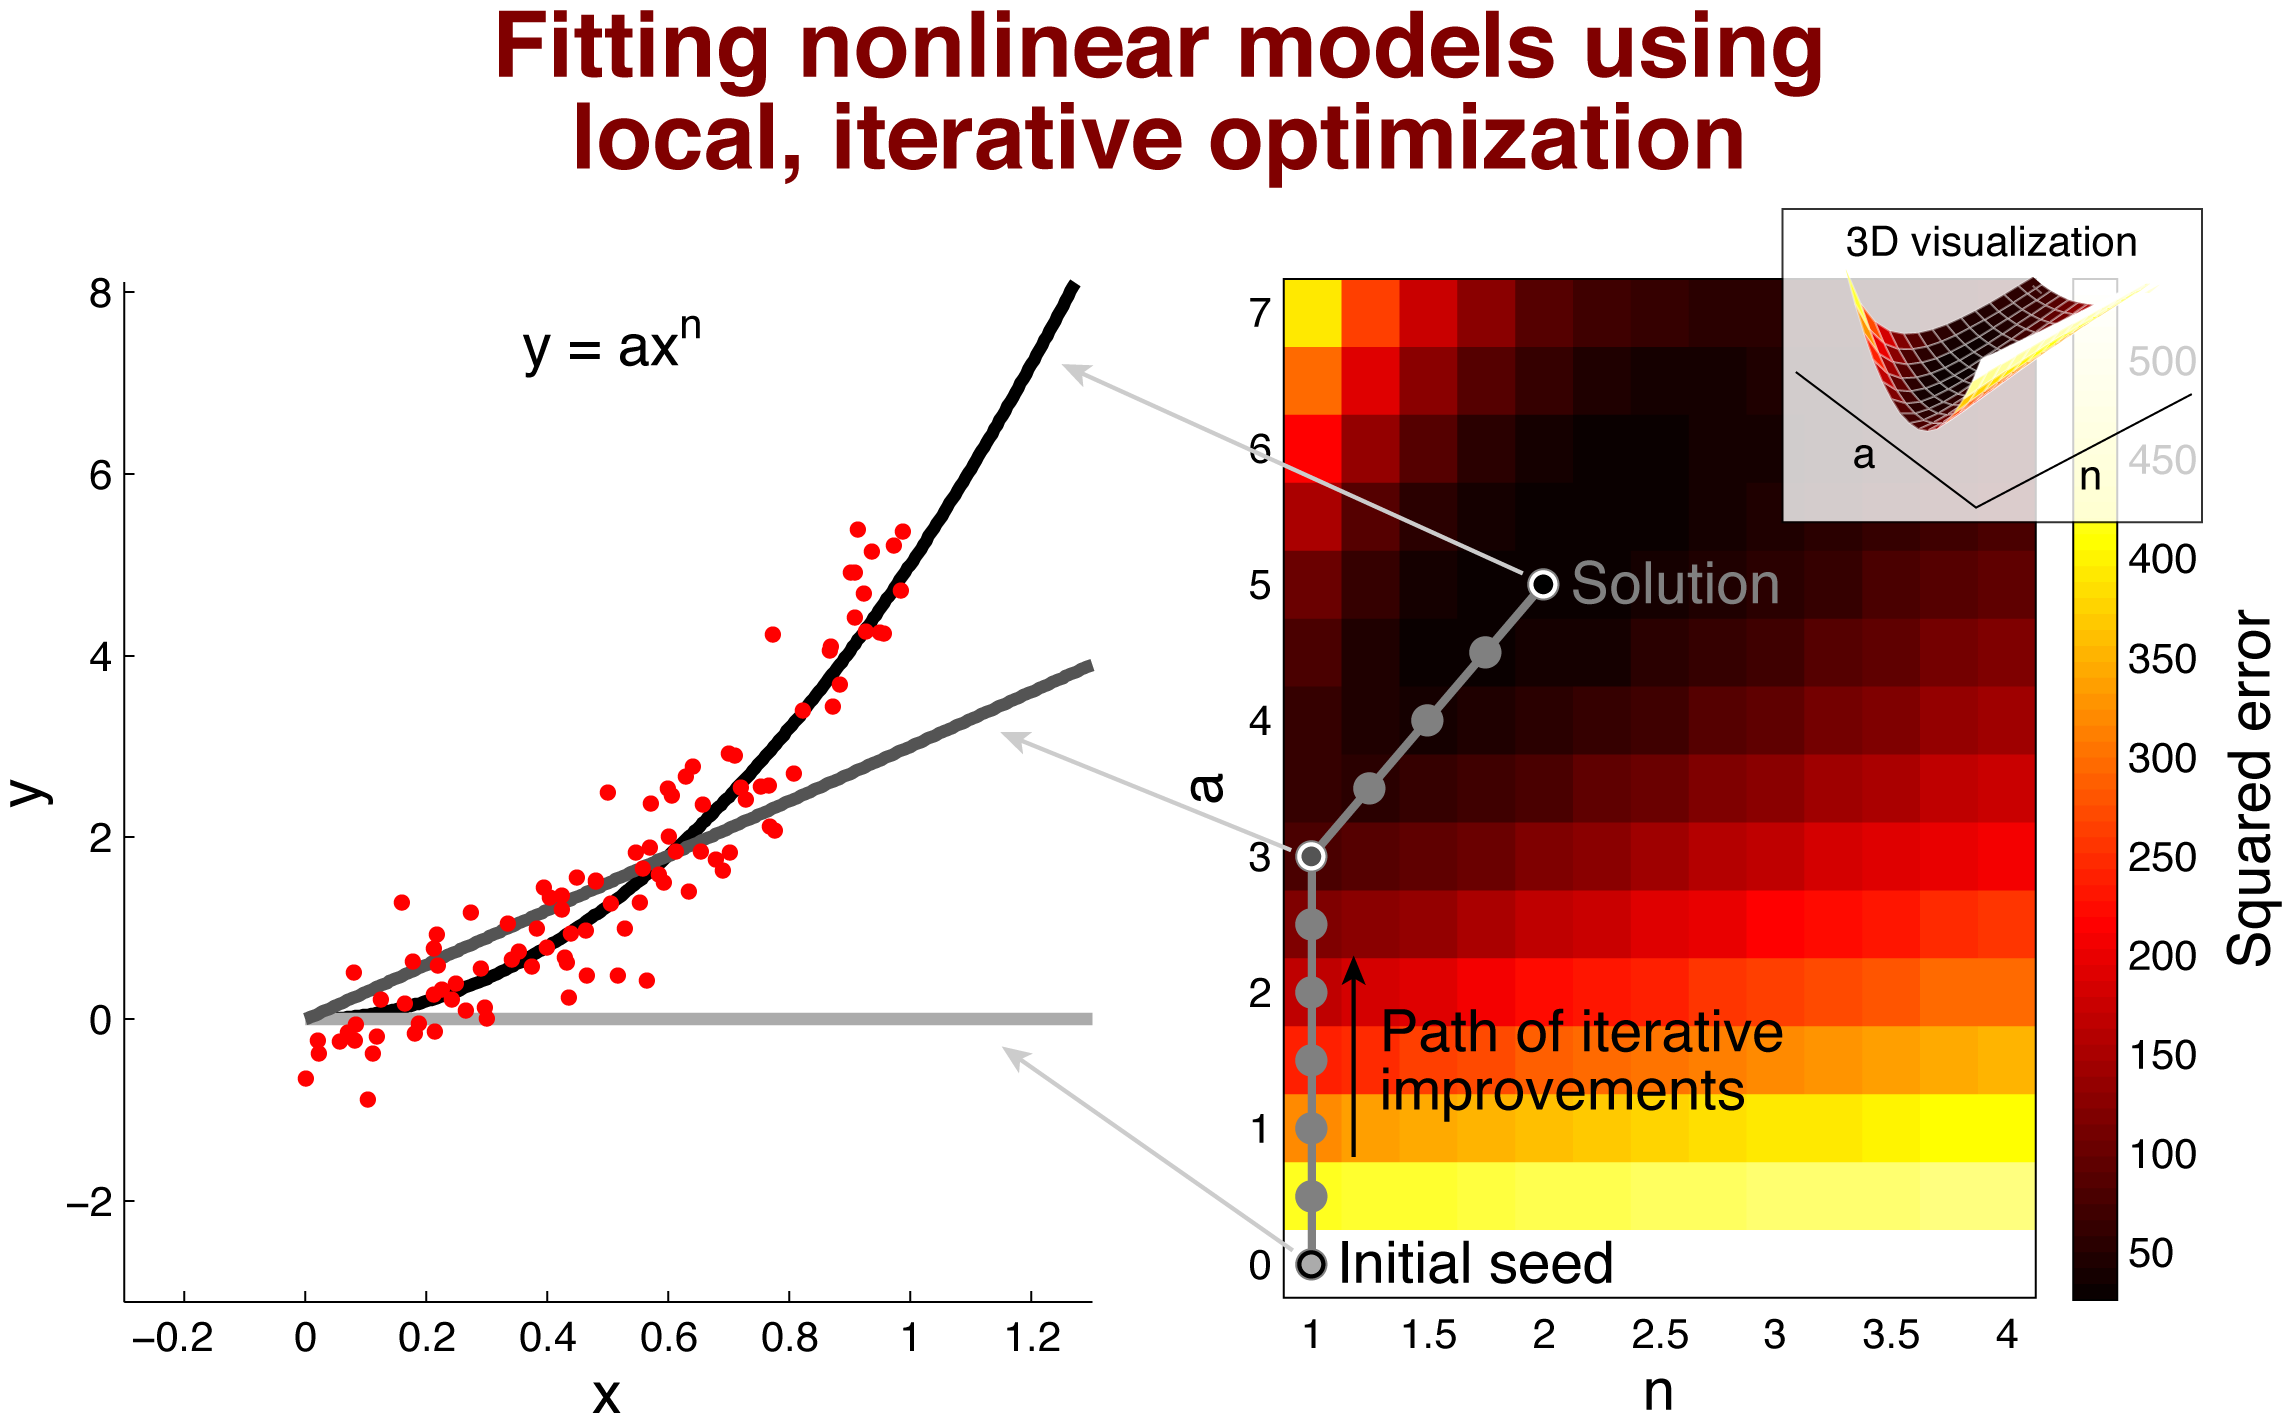 Fitting nonlinear models using
local, iterative optimization
3D visualization
a
n
y = axⁿ
8
6
4
2
0
−2
y
−0.2 0 0.2 0.4 0.6 0.8 1 1.2
x
7
6
5
4
3
2
1
0
a
Solution
Path of iterative
improvements
Initial seed
1 1.5 2 2.5 3 3.5 4
n
500
450
400
350
300
250
200
150
100
50
Squared error